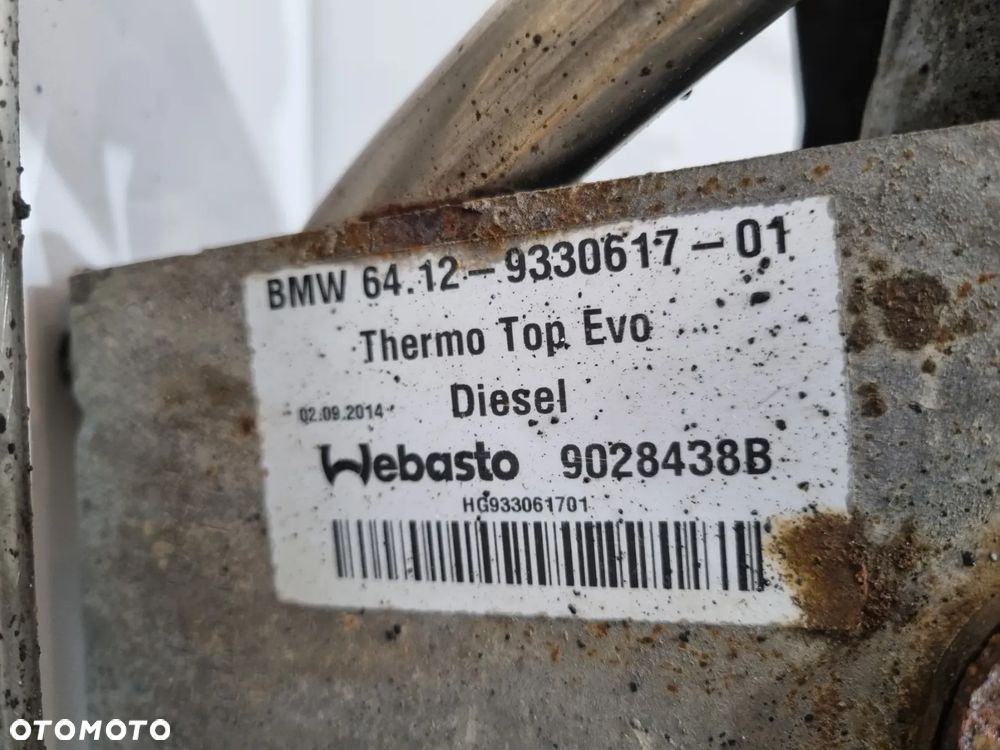 BMW 64.12-9330617-01
Thermo Top Evo
Diesel
02.09.2014
Webasto 9028438B
HG933061701
OTOMOTO